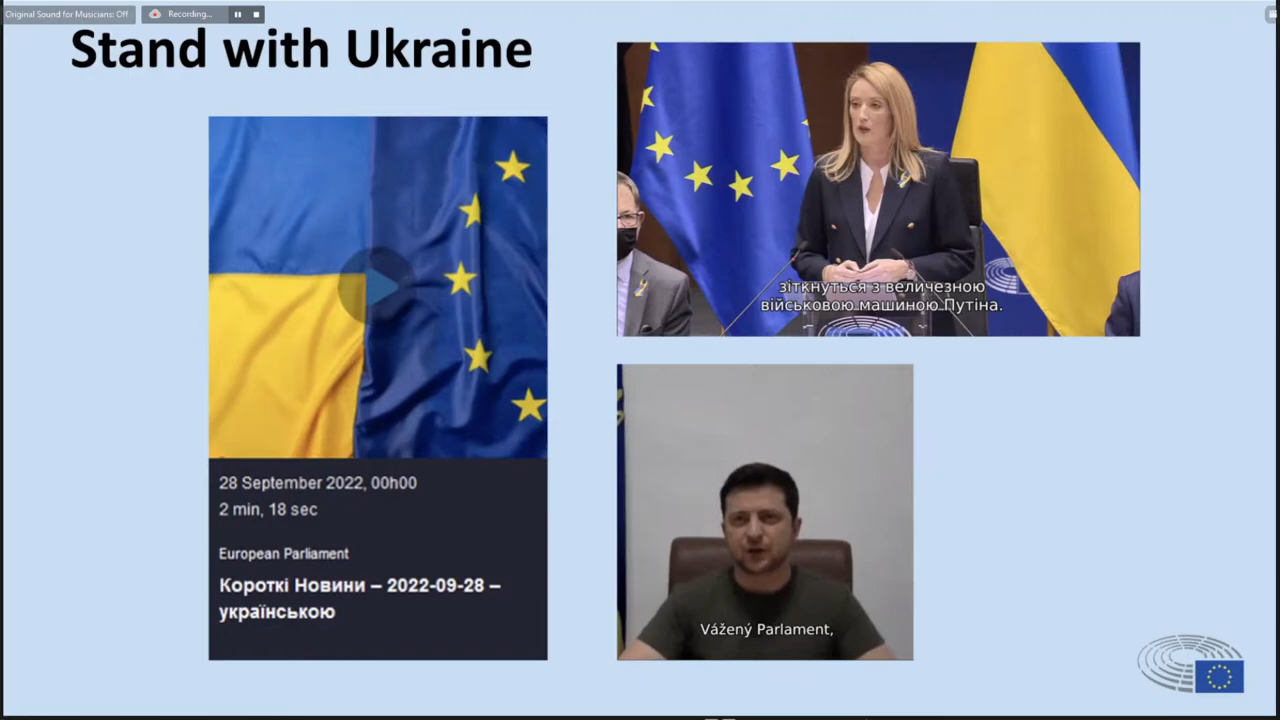 Original Sound for Musicians: Off
Recording...
Stand with Ukraine
28 September 2022, 00h00
2 min, 18 sec
European Parliament
Короткі Новини – 2022-09-28 –
українською
зіткнуться з величезною
військовою машиною Путіна.
Vážený Parlament,